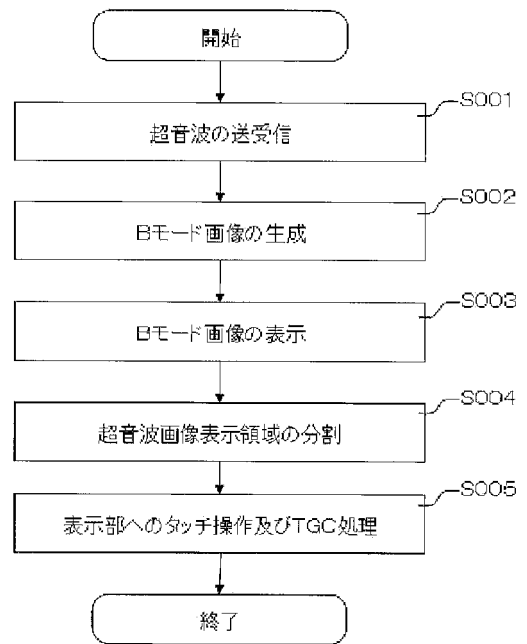 開始
S001
超音波の送受信
S002
Bモード画像の生成
S003
Bモード画像の表示
S004
超音波画像表示領域の分割
S005
表示部へのタッチ操作及びTGC処理
終了